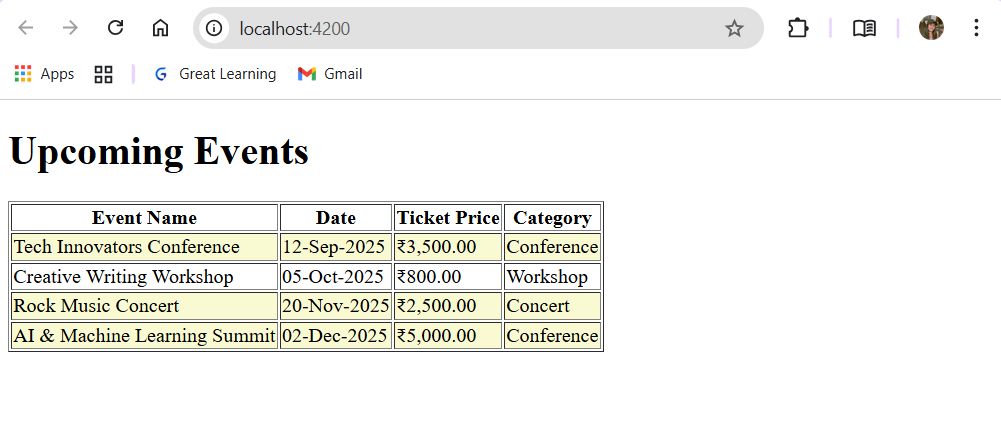 localhost:4200
Apps Great Learning Gmail
Upcoming Events
Event Name Date Ticket Price Category
Tech Innovators Conference 12-Sep-2025 ₹3,500.00 Conference
Creative Writing Workshop 05-Oct-2025 ₹800.00 Workshop
Rock Music Concert 20-Nov-2025 ₹2,500.00 Concert
AI & Machine Learning Summit 02-Dec-2025 ₹5,000.00 Conference